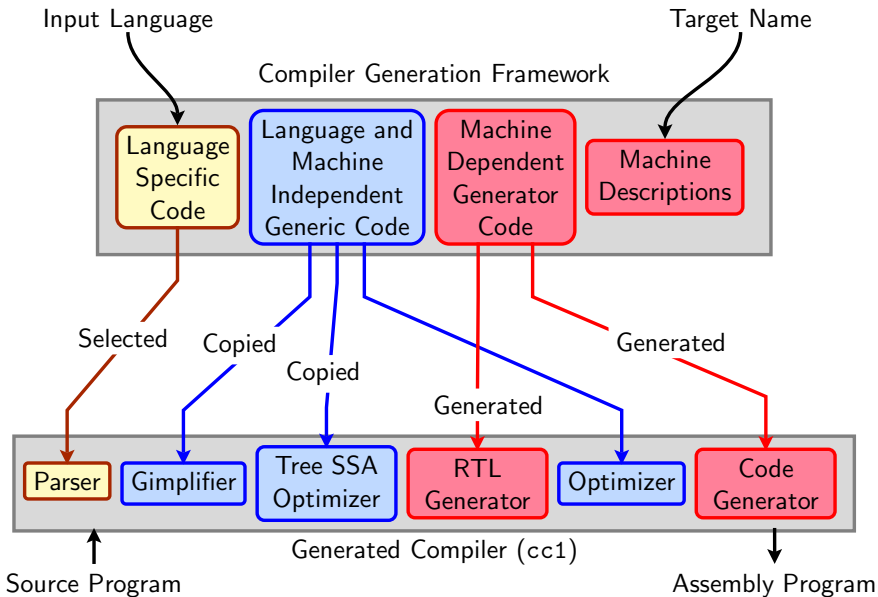 Input Language
Target Name
Compiler Generation Framework
Language
Specific
Code
Language and
Machine
Independent
Generic Code
Machine
Dependent
Generator
Code
Machine
Descriptions
Selected
Copied
Copied
Generated
Generated
Parser
Gimplifier
Tree SSA
Optimizer
RTL
Generator
Optimizer
Code
Generator
Generated Compiler (cc1)
Source Program
Assembly Program